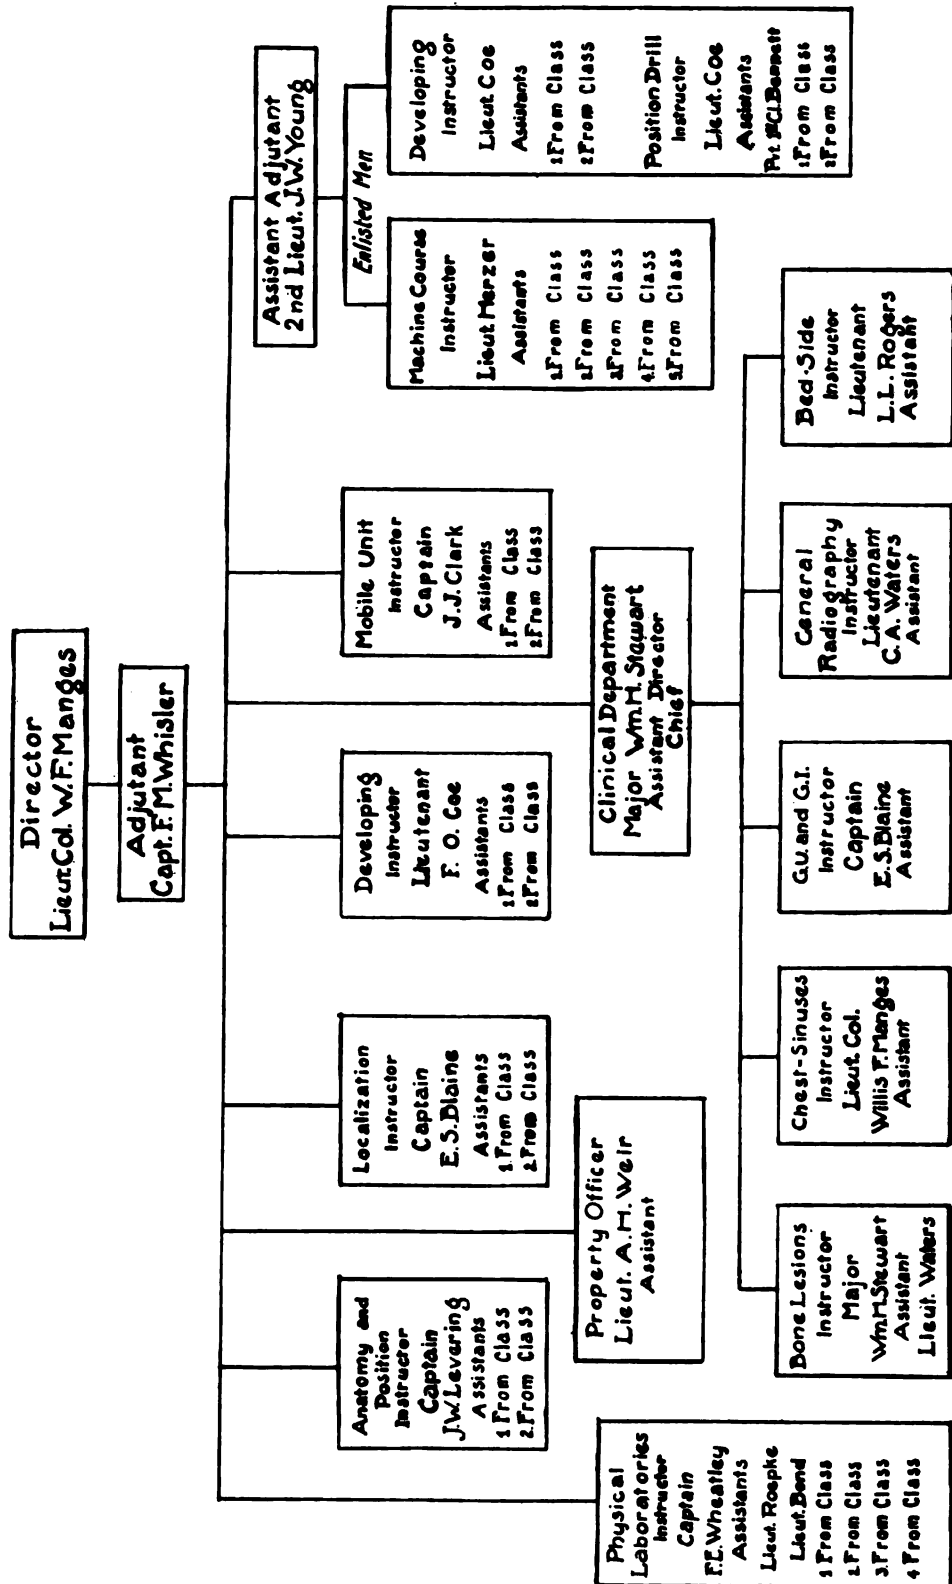 Director
Lieut.Col. W.F. Manges
Adjutant
Capt. F. M. Whisler
Physical
Laboratories
Instructor
Captain
F.E. Wheatley
Assistants
Lieut. Roepke
Lieut. Bond
1 From Class
2 From Class
3. From Class
4 From Class
Anatomy and
Position
Instructor
Captain
J.W. Levering
Assistants
1 From Class
2. From Class
Property Officer
Lieut. A. H. Weir
Assistant
Localization
Instructor
Captain
E.S. Blaine
Assistants
1. From Class
2. From Class
Developing
Instructor
Lieutenant
F. O. Coe
Assistants
1 From Class
2 From Class
Clinical Department
Major Wm. H. Stewart
Assistant Director
Chief
Mobile Unit
Instructor
Captain
J.J. Clark
Assistants
1 From Class
2 From Class
Assistant Adjutant
2nd Lieut. J.W. Young
Enlisted Men
Machine Course
Instructor
Lieut. Merzer
Assistants
1. From Class
2 From Class
3 From Class
4. From Class
5. From Class
Developing
Instructor
Lieut. Coe
Assistants
1 From Class
2 From Class
Position Drill
Instructor
Lieut. Coe
Assistants
Pvt. 1st Cl. Bennett
1 From Class
2 From Class
Bone Lesions
Instructor
Major
Wm. H. Stewart
Assistant
Lieut. Waters
Chest-Sinuses
Instructor
Lieut. Col.
Willis F. Manges
Assistant
G.U. and G.I.
Instructor
Captain
E.S. Blaine
Assistant
General
Radiography
Instructor
Lieutenant
C.A. Waters
Assistant
Bed-Side
Instructor
Lieutenant
L.L. Rogers
Assistant